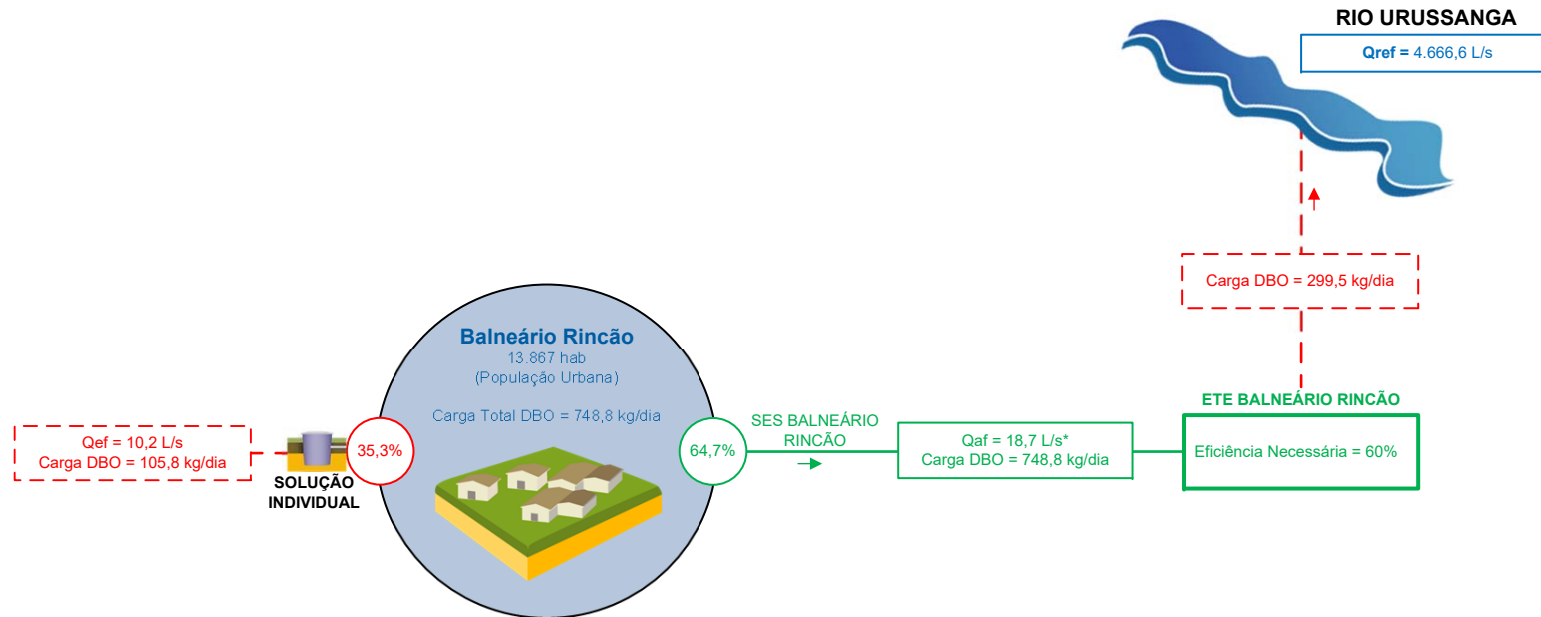 RIO URUSSANGA
Qref = 4.666,6 L/s
Carga DBO = 299,5 kg/dia
Balneário Rincão
13.867 hab
(População Urbana)
Carga Total DBO = 748,8 kg/dia
Qef = 10,2 L/s
Carga DBO = 105,8 kg/dia
SOLUÇÃO
INDIVIDUAL
35,3%
64,7%
SES BALNEÁRIO
RINCÃO
Qaf = 18,7 L/s*
Carga DBO = 748,8 kg/dia
ETE BALNEÁRIO RINCÃO
Eficiência Necessária = 60%